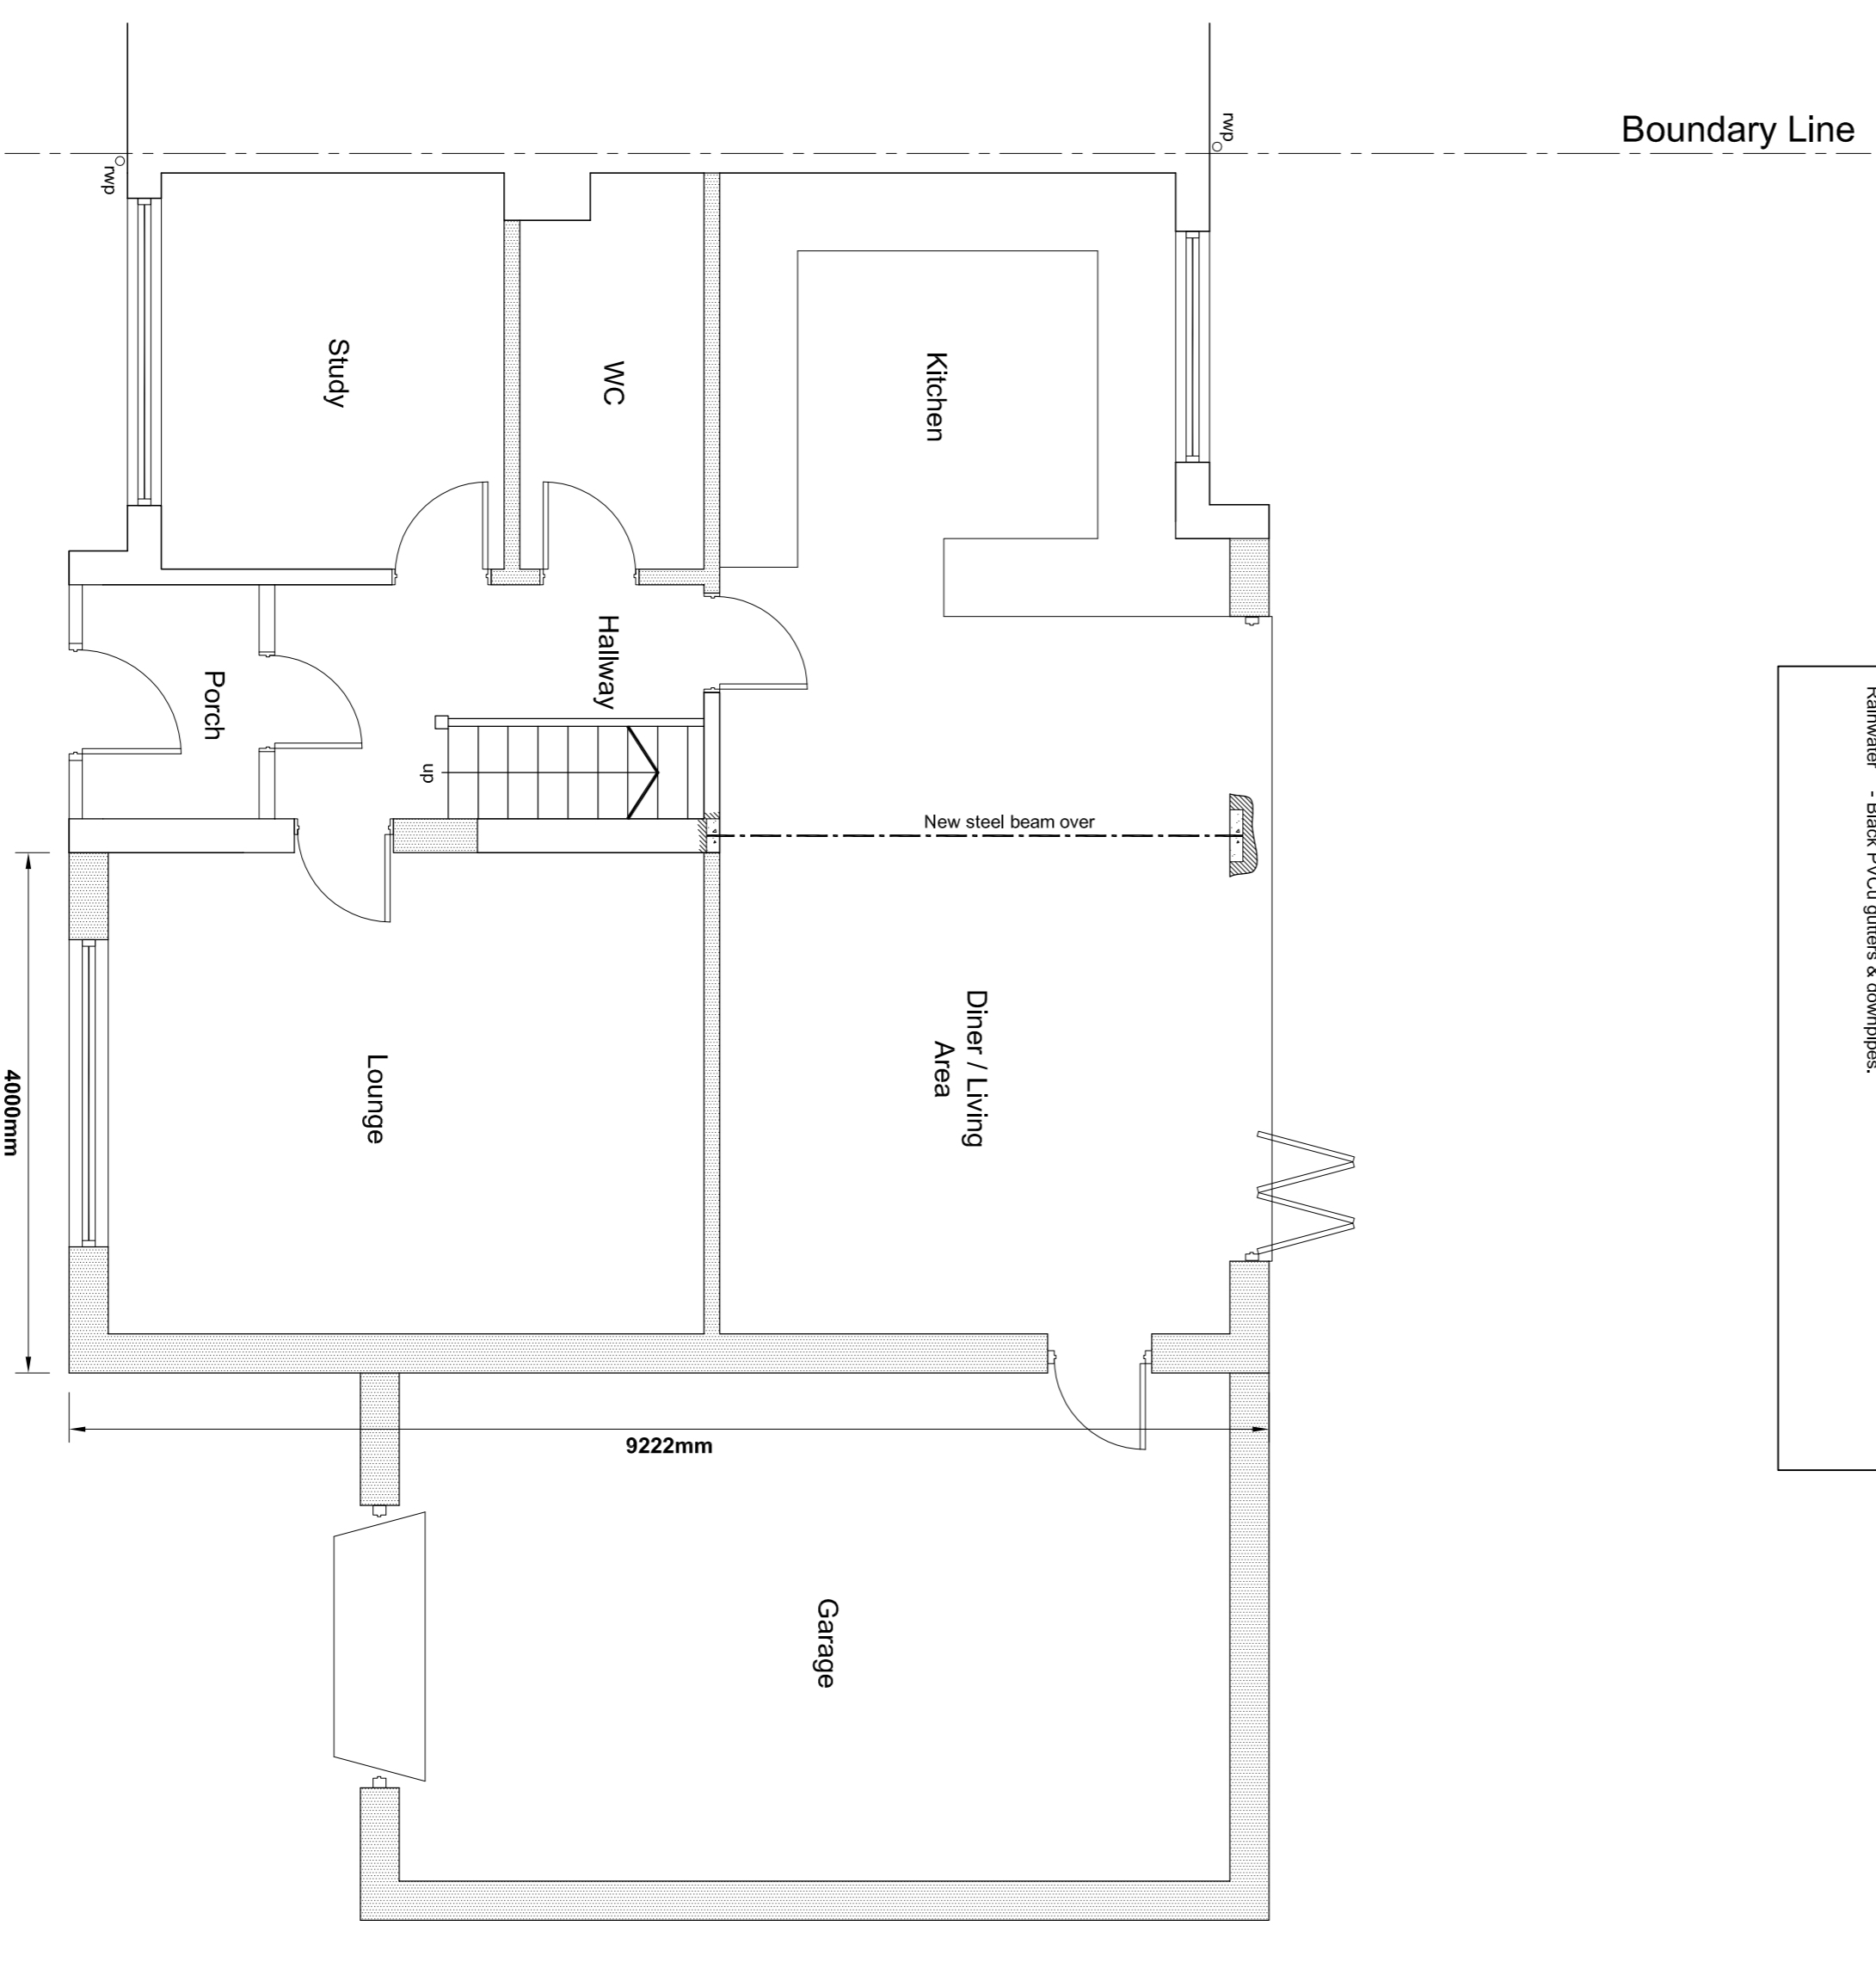 Boundary Line
rwp
rwp
Kitchen
WC
Study
Hallway
Porch
up
New steel beam over
Diner / Living
Area
Lounge
4000mm
9222mm
Garage
Rainwater - Black PVCu gutters & downpipes.